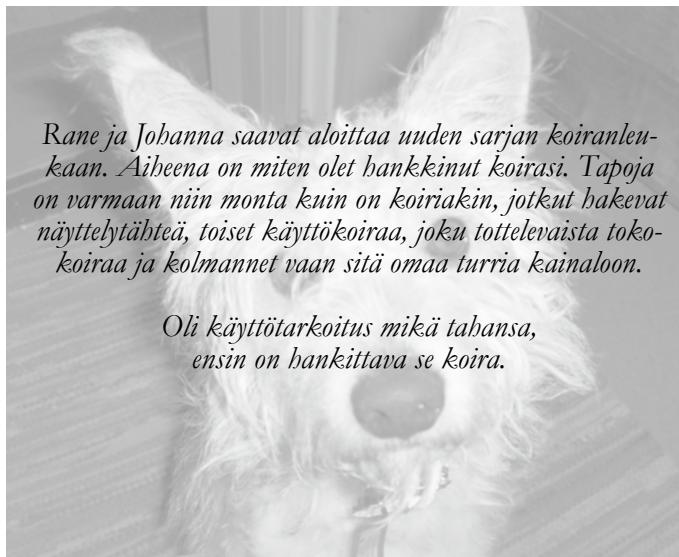 Rane ja Johanna saavat aloittaa uuden sarjan koiranleu-
kaan. Aiheena on miten olet hankkinut koirasi. Tapoja
on varmaan niin monta kuin on koiriakin, jotkut hakevat
näyttelytähteä, toiset käyttökoiraa, joku tottelevaista toko-
koiraa ja kolmannet vaan sitä omaa turria kainaloon.
Oli käyttötarkoitus mikä tahansa,
ensin on hankittava se koira.